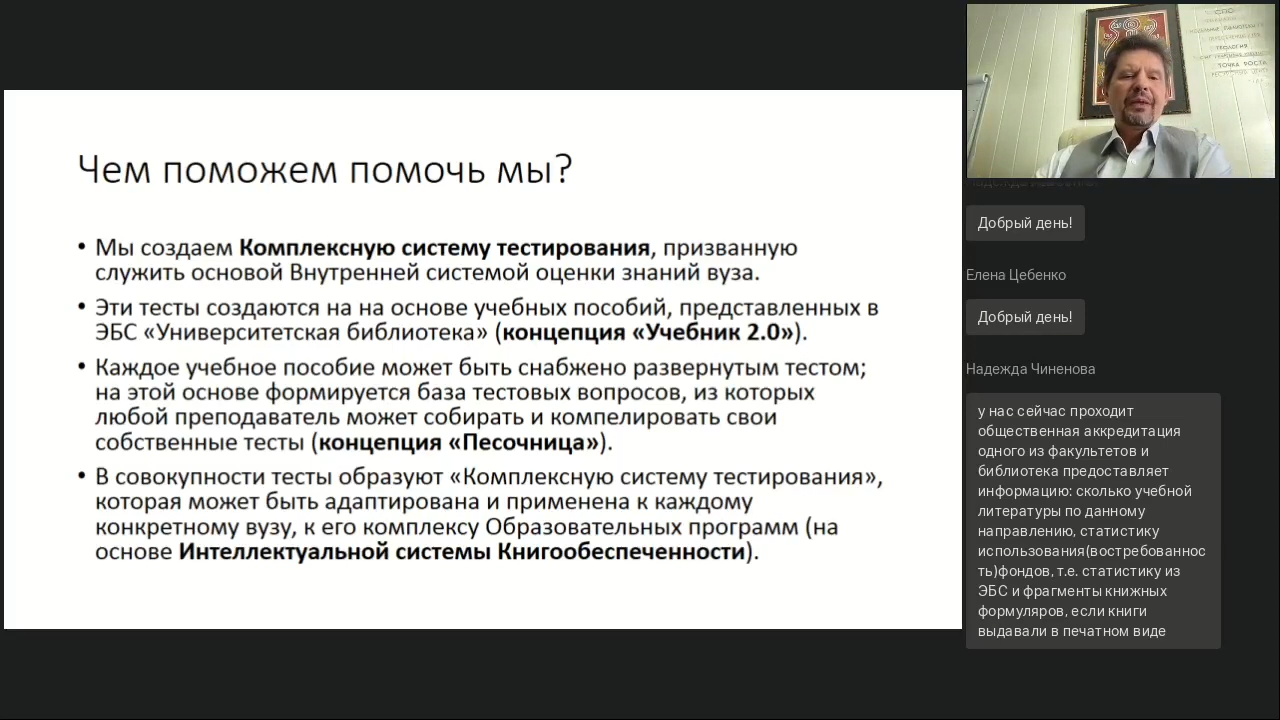 Чем поможем помочь мы?
• Мы создаем Комплексную систему тестирования, призванную
служить основой Внутренней системой оценки знаний вуза.
• Эти тесты создаются на на основе учебных пособий, представленных в
ЭБС «Университетская библиотека» (концепция «Учебник 2.0»).
• Каждое учебное пособие может быть снабжено развернутым тестом;
на этой основе формируется база тестовых вопросов, из которых
любой преподаватель может собирать и компелировать свои
собственные тесты (концепция «Песочница»).
• В совокупности тесты образуют «Комплексную систему тестирования»,
которая может быть адаптирована и применена к каждому
конкретному вузу, к его комплексу Образовательных программ (на
основе Интеллектуальной системы Книгообеспеченности).
СПО
ТЕОЛОГИЯ
ТОЧКА РОСТА
Добрый день!
Елена Цебенко
Добрый день!
Надежда Чиненова
у нас сейчас проходит
общественная аккредитация
одного из факультетов и
библиотека предоставляет
информацию: сколько учебной
литературы по данному
направлению, статистику
использования(востребованнос
ть)фондов, т.е. статистику из
ЭБС и фрагменты книжных
формуляров, если книги
выдавали в печатном виде